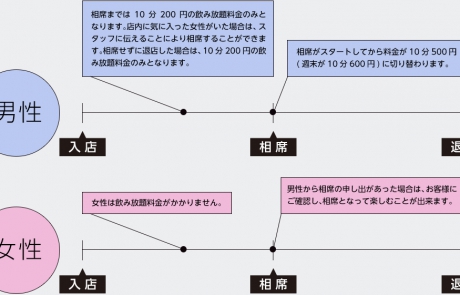 相席までは 10 分 200 円の飲み放題料金のみと
なります。店内に気に入った女性がいた場合は、ス
タッフに伝えることにより相席することができま
す。相席せずに退店した場合は、10 分 200 円の飲
み放題料金のみとなります。
相席がスタートしてから料金が 10 分 500 円
(週末が 10 分 600 円) に切り替わります。
男性
入店
相席
退
女性は飲み放題料金がかかりません。
男性から相席の申し出があった場合は、お客様に
ご確認し、相席となって楽しむことが出来ます。
女性
入店
相席
退